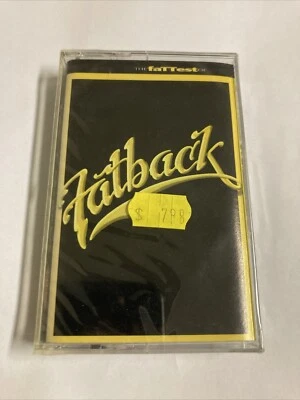 THE faTTest OF
Fatback
$ 7.99